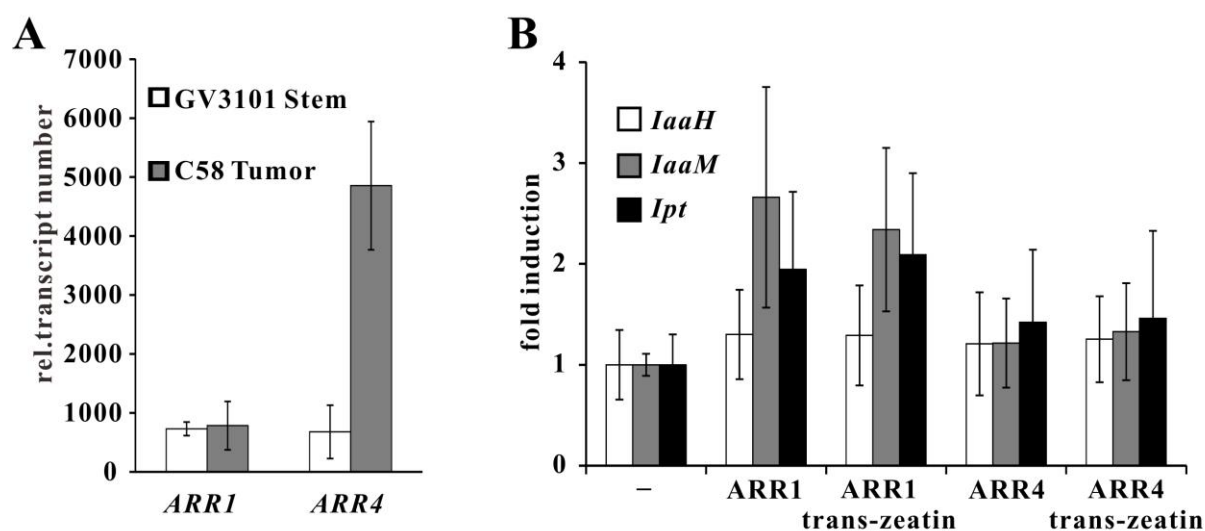 A
rel.transcript number
7000
6000
5000
4000
3000
2000
1000
0
GV3101 Stem
C58 Tumor
ARR1 ARR4
B
fold induction
4
3
2
1
0
IaaH
IaaM
Ipt
– ARR1 ARR1 ARR4 ARR4
trans-zeatin trans-zeatin